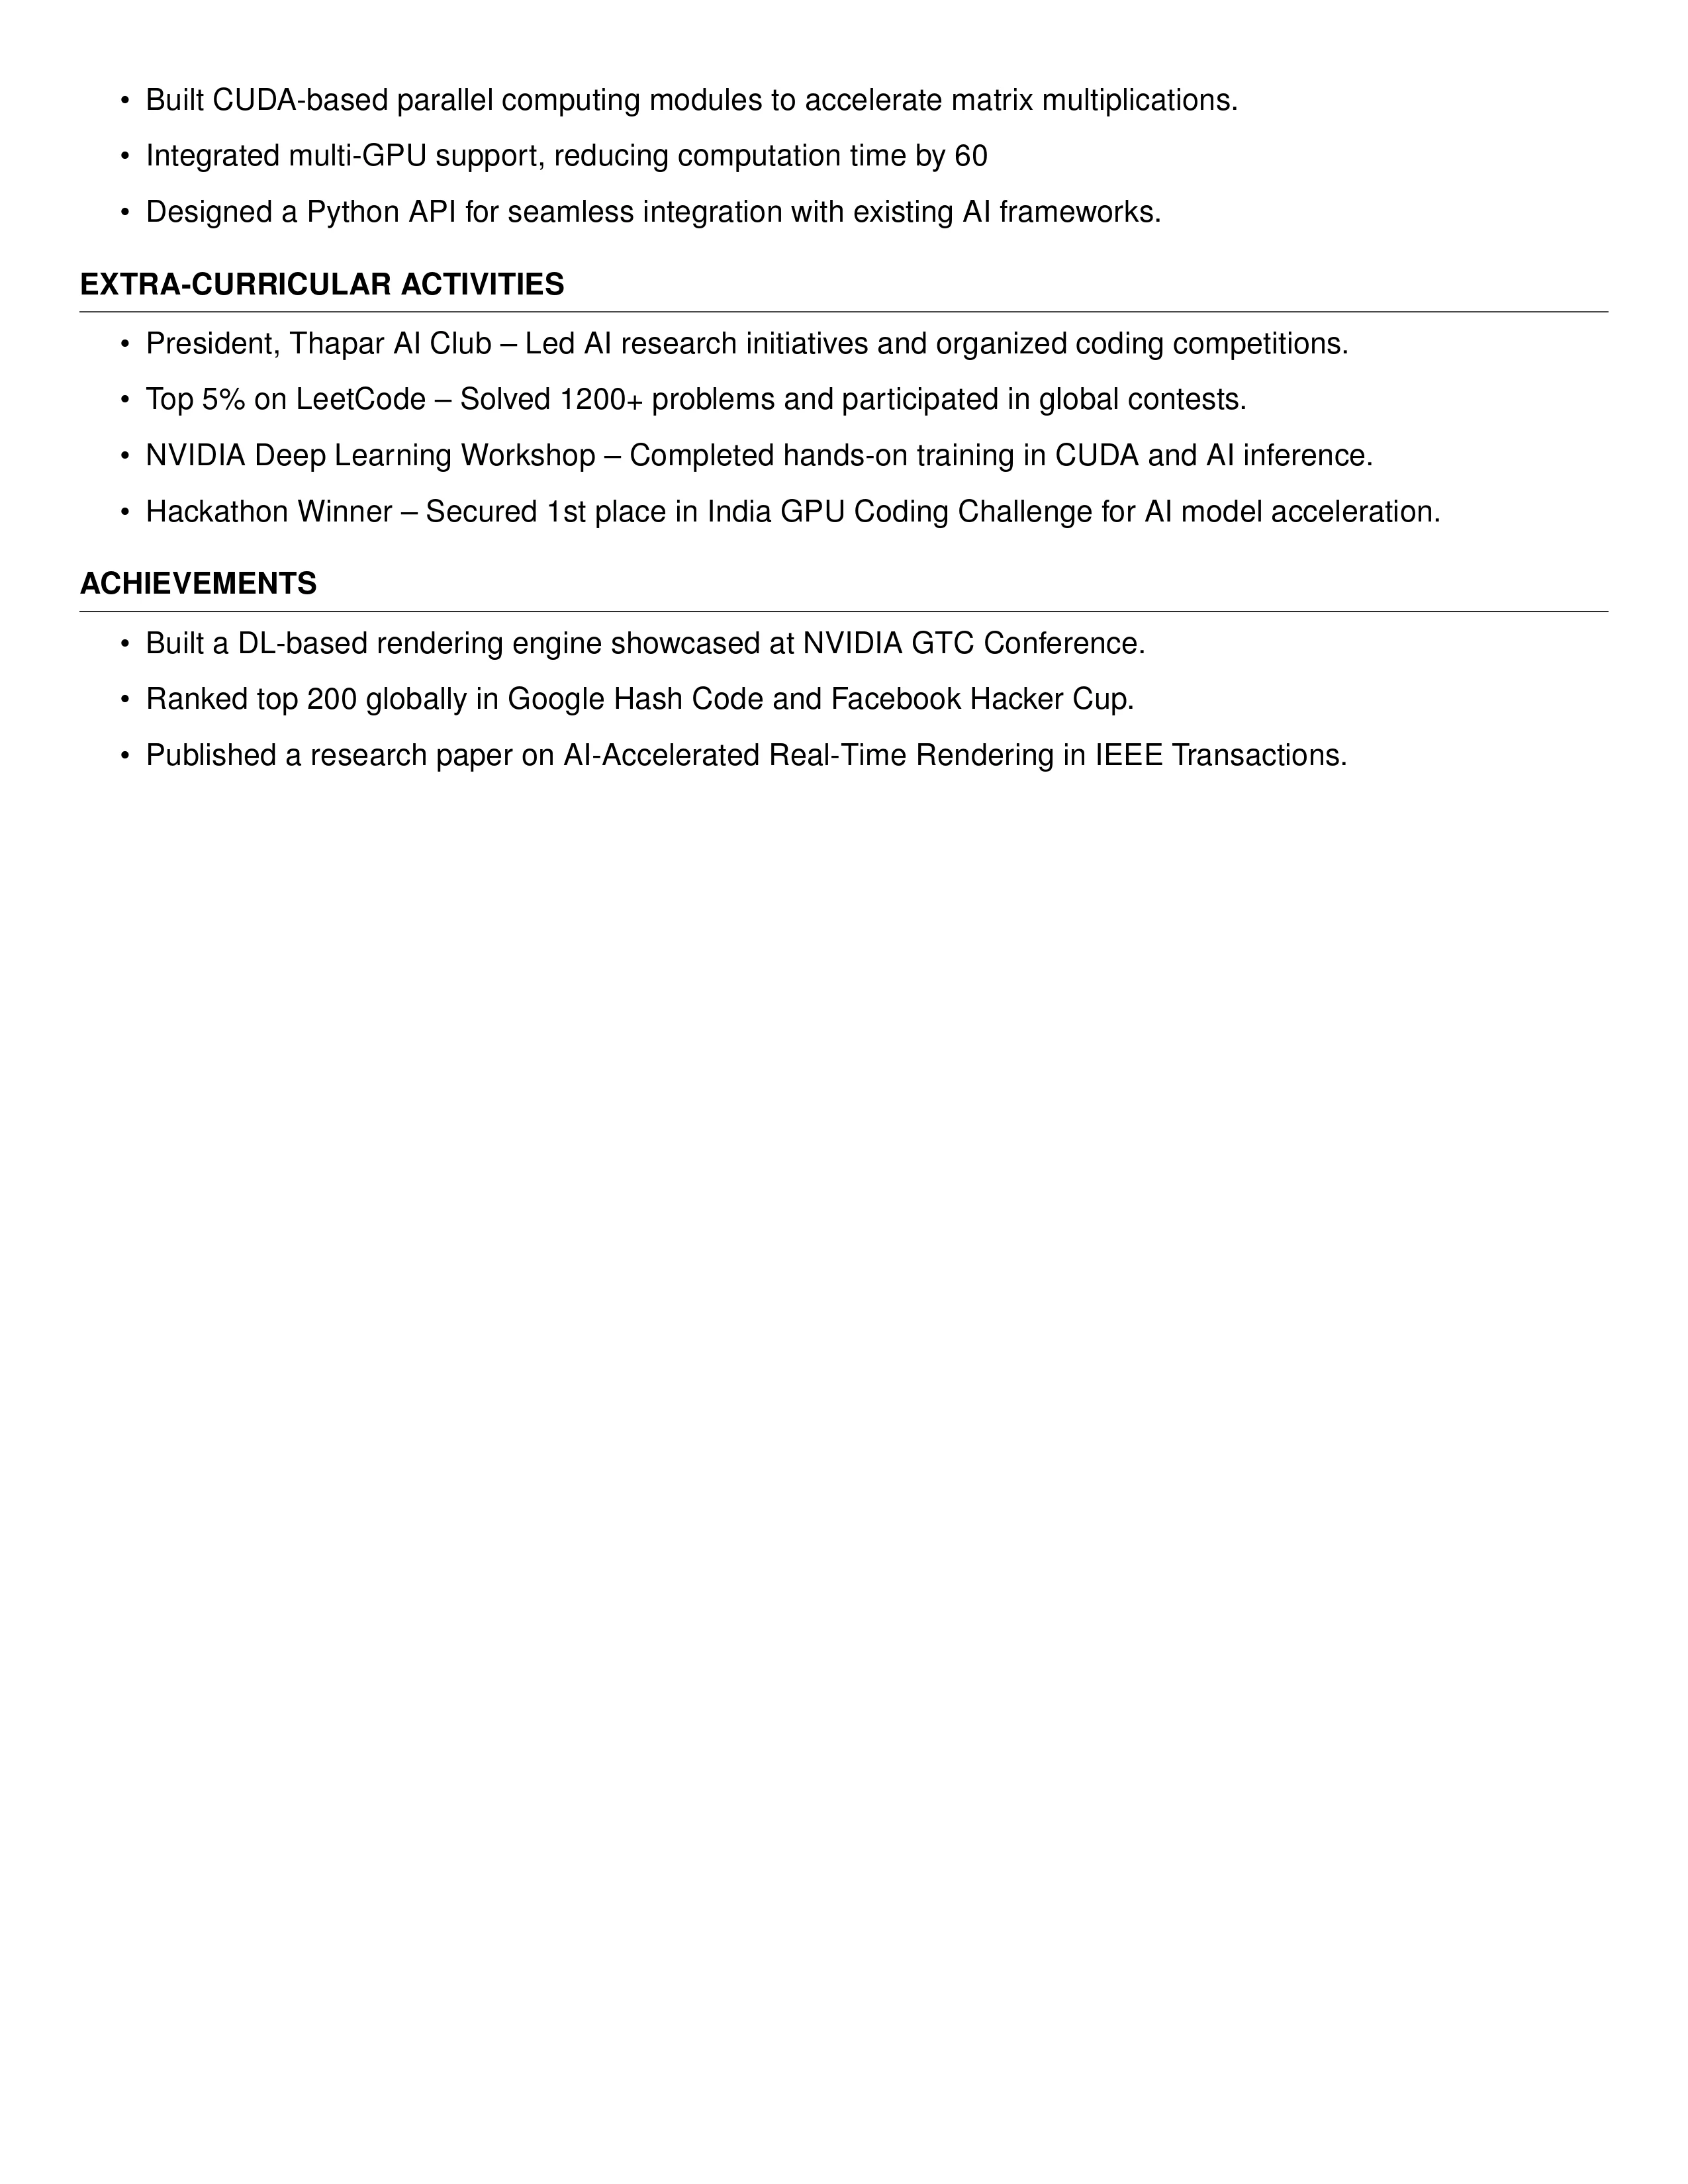 • Built CUDA-based parallel computing modules to accelerate matrix multiplications.
• Integrated multi-GPU support, reducing computation time by 60
• Designed a Python API for seamless integration with existing AI frameworks.
EXTRA-CURRICULAR ACTIVITIES
• President, Thapar AI Club – Led AI research initiatives and organized coding competitions.
• Top 5% on LeetCode – Solved 1200+ problems and participated in global contests.
• NVIDIA Deep Learning Workshop – Completed hands-on training in CUDA and AI inference.
• Hackathon Winner – Secured 1st place in India GPU Coding Challenge for AI model acceleration.
ACHIEVEMENTS
• Built a DL-based rendering engine showcased at NVIDIA GTC Conference.
• Ranked top 200 globally in Google Hash Code and Facebook Hacker Cup.
• Published a research paper on AI-Accelerated Real-Time Rendering in IEEE Transactions.